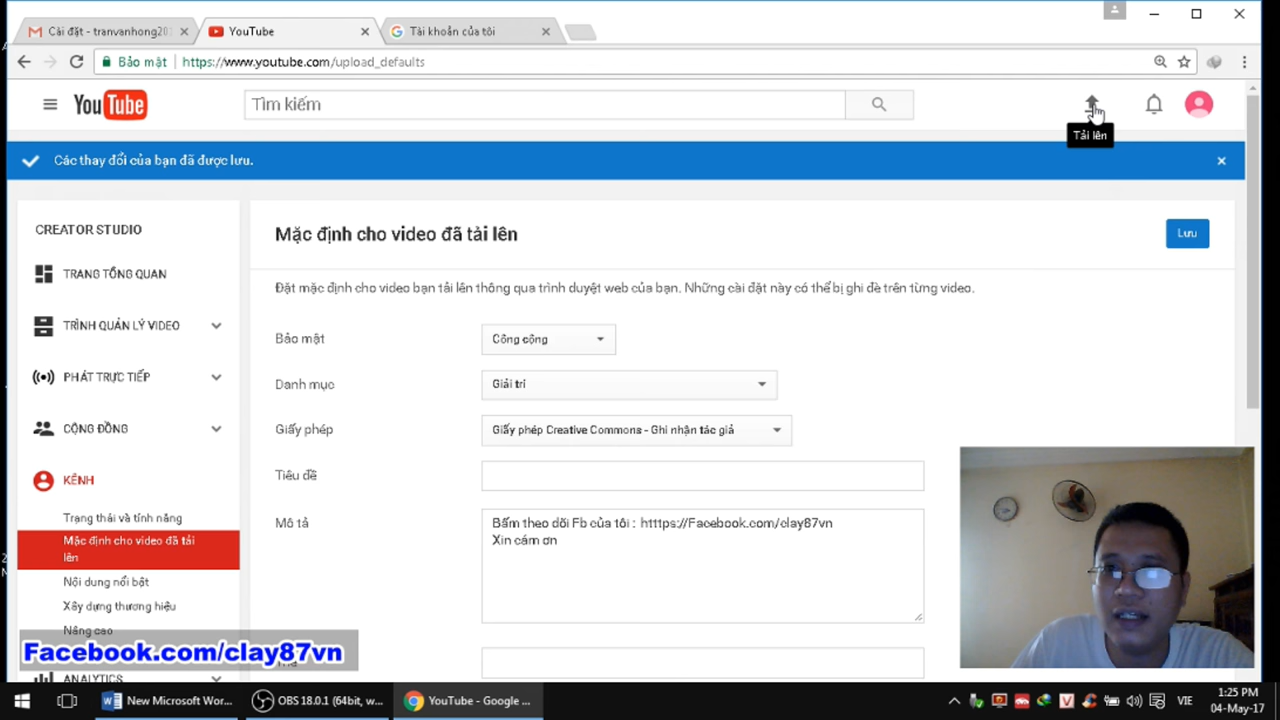 Cài đặt - tranvanhong20
YouTube
Tài khoản của tôi
Bảo mật
https://www.youtube.com/upload_defaults
YouTube
Tìm kiếm
Tải lên
Các thay đổi của bạn đã được lưu.
CREATOR STUDIO
TRANG TỔNG QUAN
TRÌNH QUẢN LÝ VIDEO
PHÁT TRỰC TIẾP
CỘNG ĐỒNG
KÊNH
Trạng thái và tính năng
Mặc định cho video đã tải
lên
Nội dung nổi bật
Xây dựng thương hiệu
Nâng cao
ANALYTICS
Mặc định cho video đã tải lên
Lưu
Đặt mặc định cho video bạn tải lên thông qua trình duyệt web của bạn. Những cài đặt này có thể bị ghi đè trên từng video.
Bảo mật
Công cộng
Danh mục
Giải trí
Giấy phép
Giấy phép Creative Commons - Ghi nhận tác giả
Tiêu đề
Mô tả
Bấm theo dõi Fb của tôi : htttps://Facebook.com/clay87vn
Xin cám ơn
Facebook.com/clay87vn
New Microsoft Wor...
OBS 18.0.1 (64bit, w...
YouTube - Google ...
VIE
1:25 PM
04-May-17